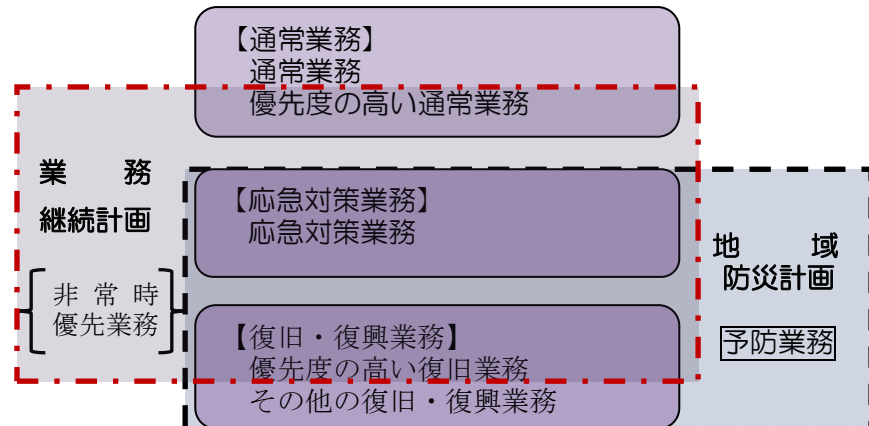 【通常業務】
通常業務
優先度の高い通常業務
業　務
継続計画
非常時
優先業務
【応急対策業務】
応急対策業務
【復旧・復興業務】
優先度の高い復旧業務
その他の復旧・復興業務
地　域
防災計画
予防業務